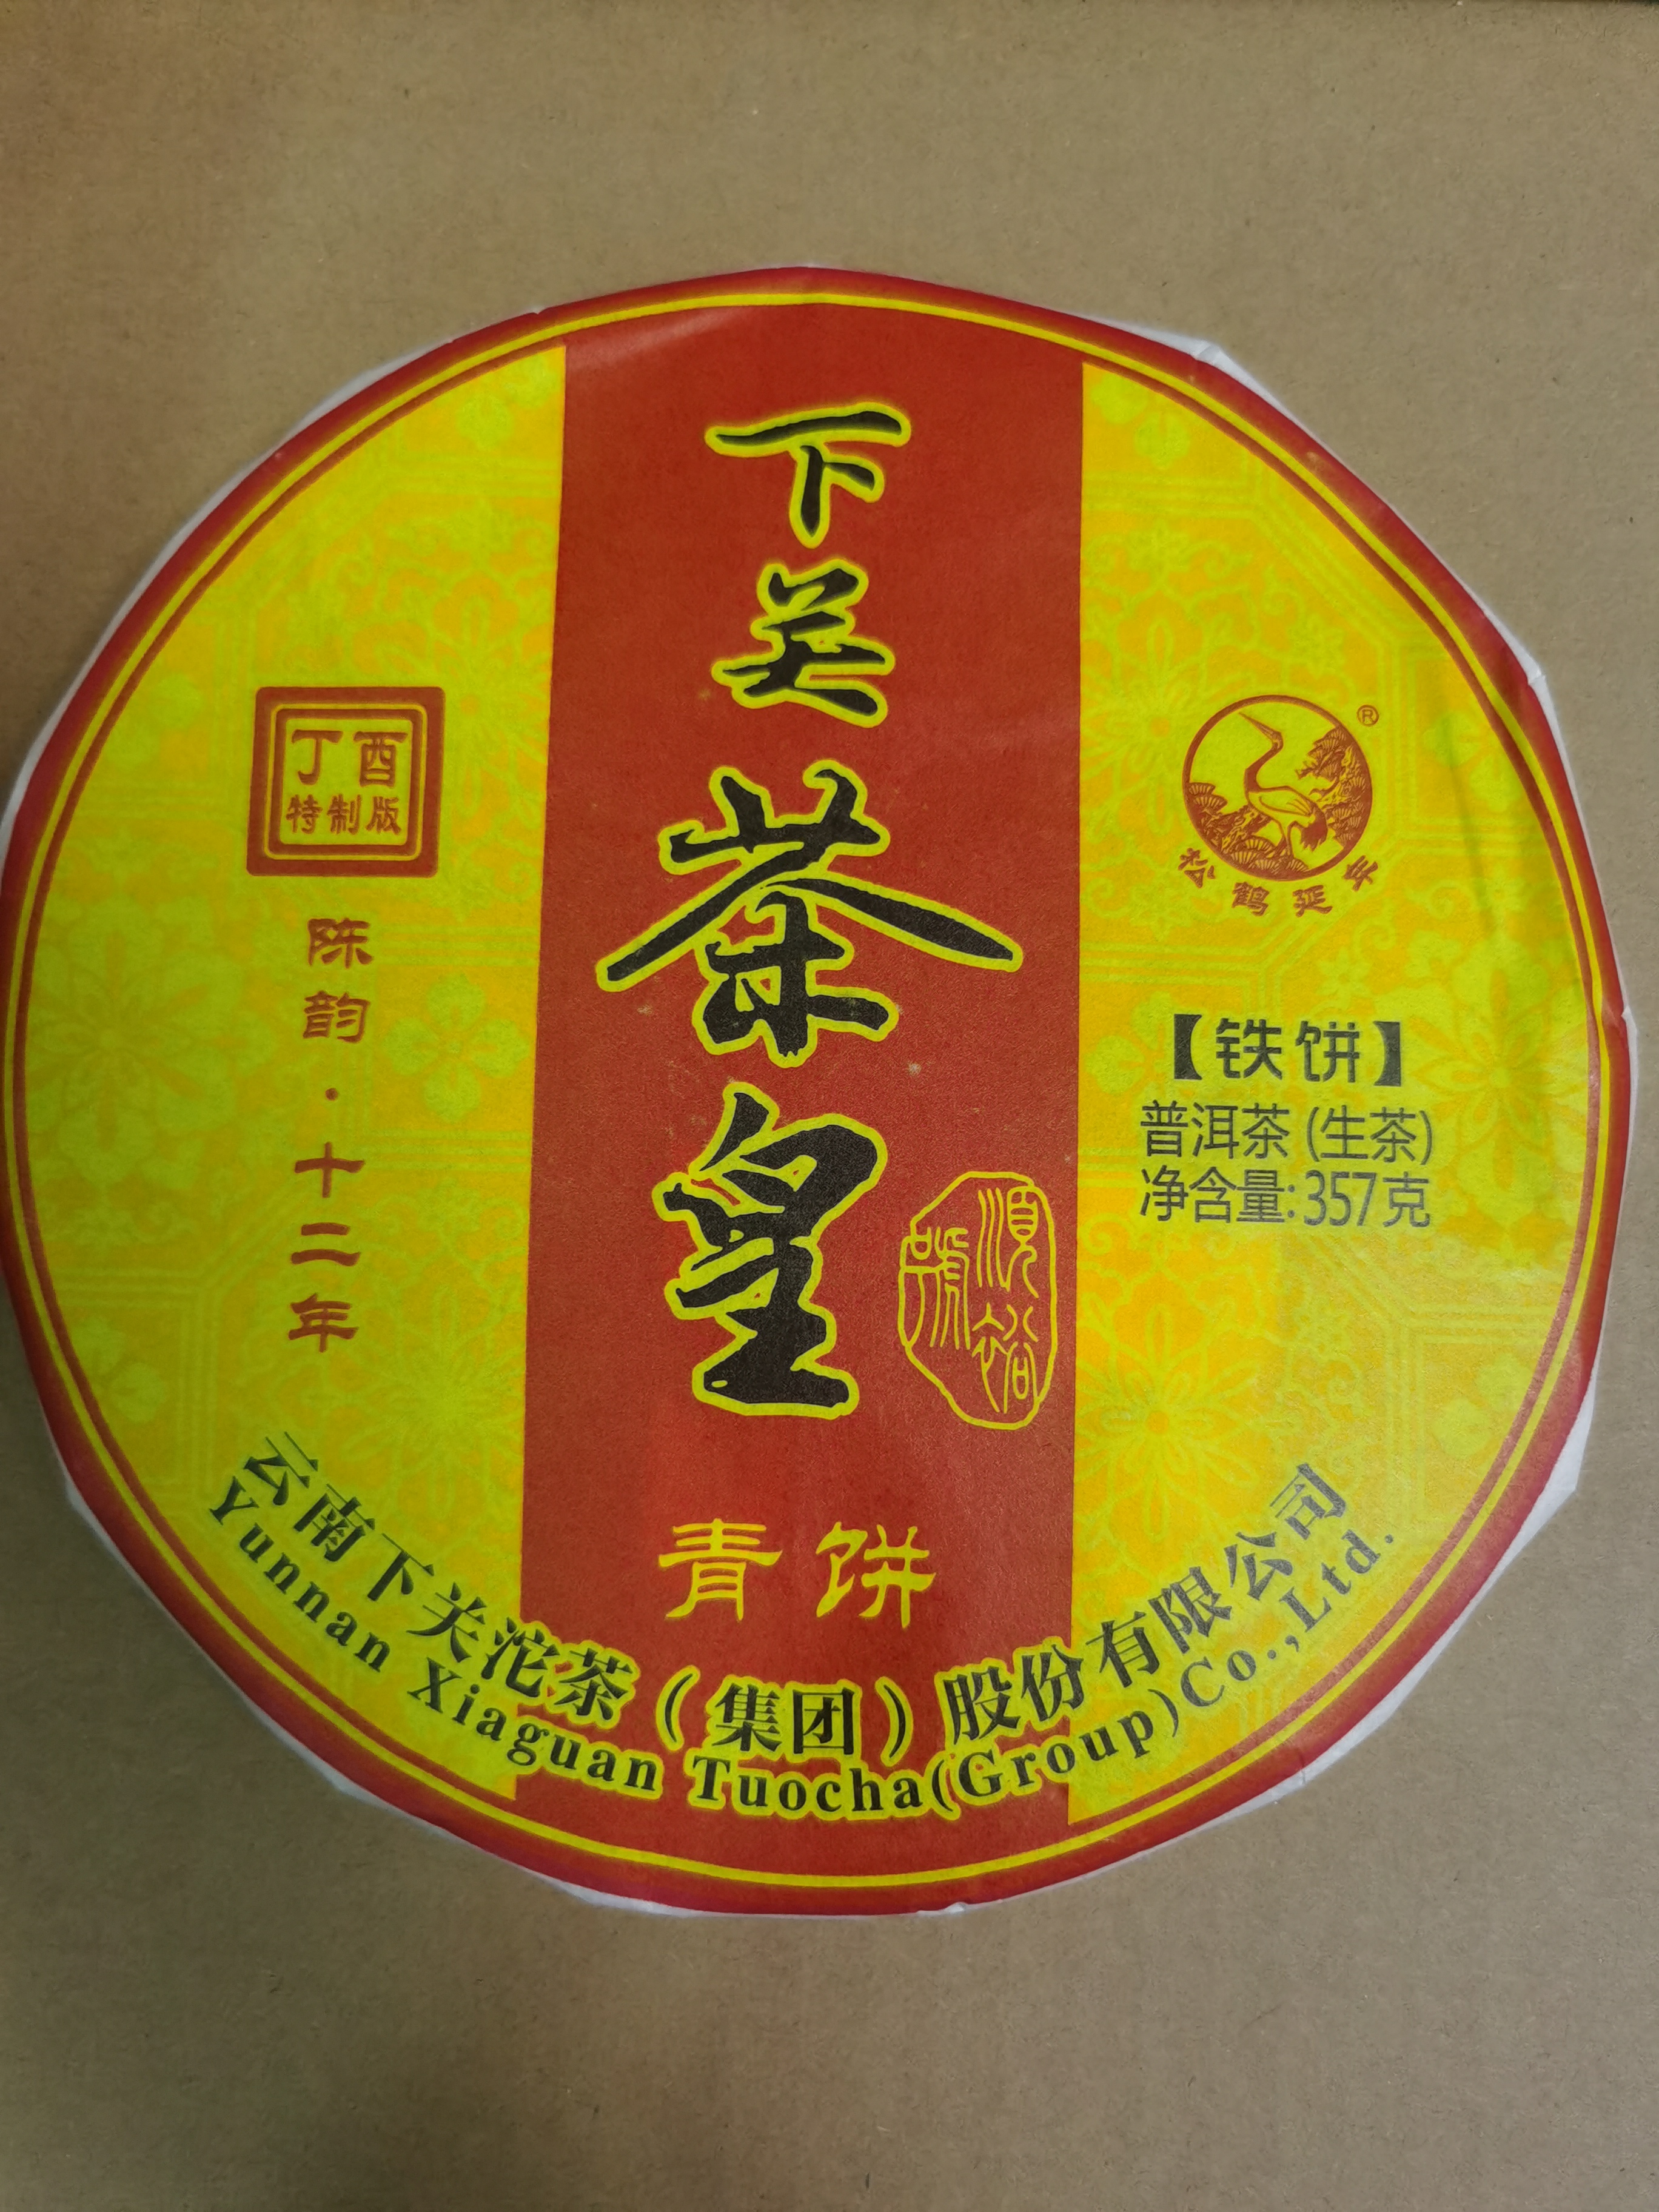 下关
茶皇
青饼
丁酉
特制版
陈韵·十二年
®
松鹤延年
【铁饼】
普洱茶(生茶)
净含量:357克
云南下关沱茶(集团)股份有限公司
Yunnan Xiaguan Tuocha(Group)Co.,Ltd.